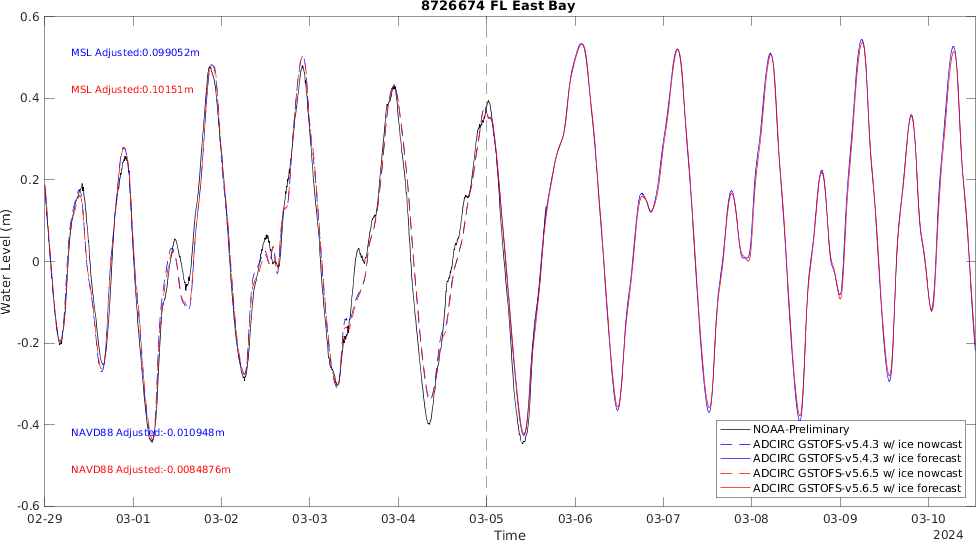 8726674 FL East Bay
0.6
MSL Adjusted:0.099052m
MSL Adjusted:0.10151m
0.4
0.2
0
-0.2
-0.4
-0.6
Water Level (m)
NAVD88 Adjusted:-0.010948m
NAVD88 Adjusted:-0.0084876m
NOAA-Preliminary
ADCIRC GSTOFS-v5.4.3 w/ ice nowcast
ADCIRC GSTOFS-v5.4.3 w/ ice forecast
ADCIRC GSTOFS-v5.6.5 w/ ice nowcast
ADCIRC GSTOFS-v5.6.5 w/ ice forecast
02-29 03-01 03-02 03-03 03-04 03-05 03-06 03-07 03-08 03-09 03-10
Time
2024